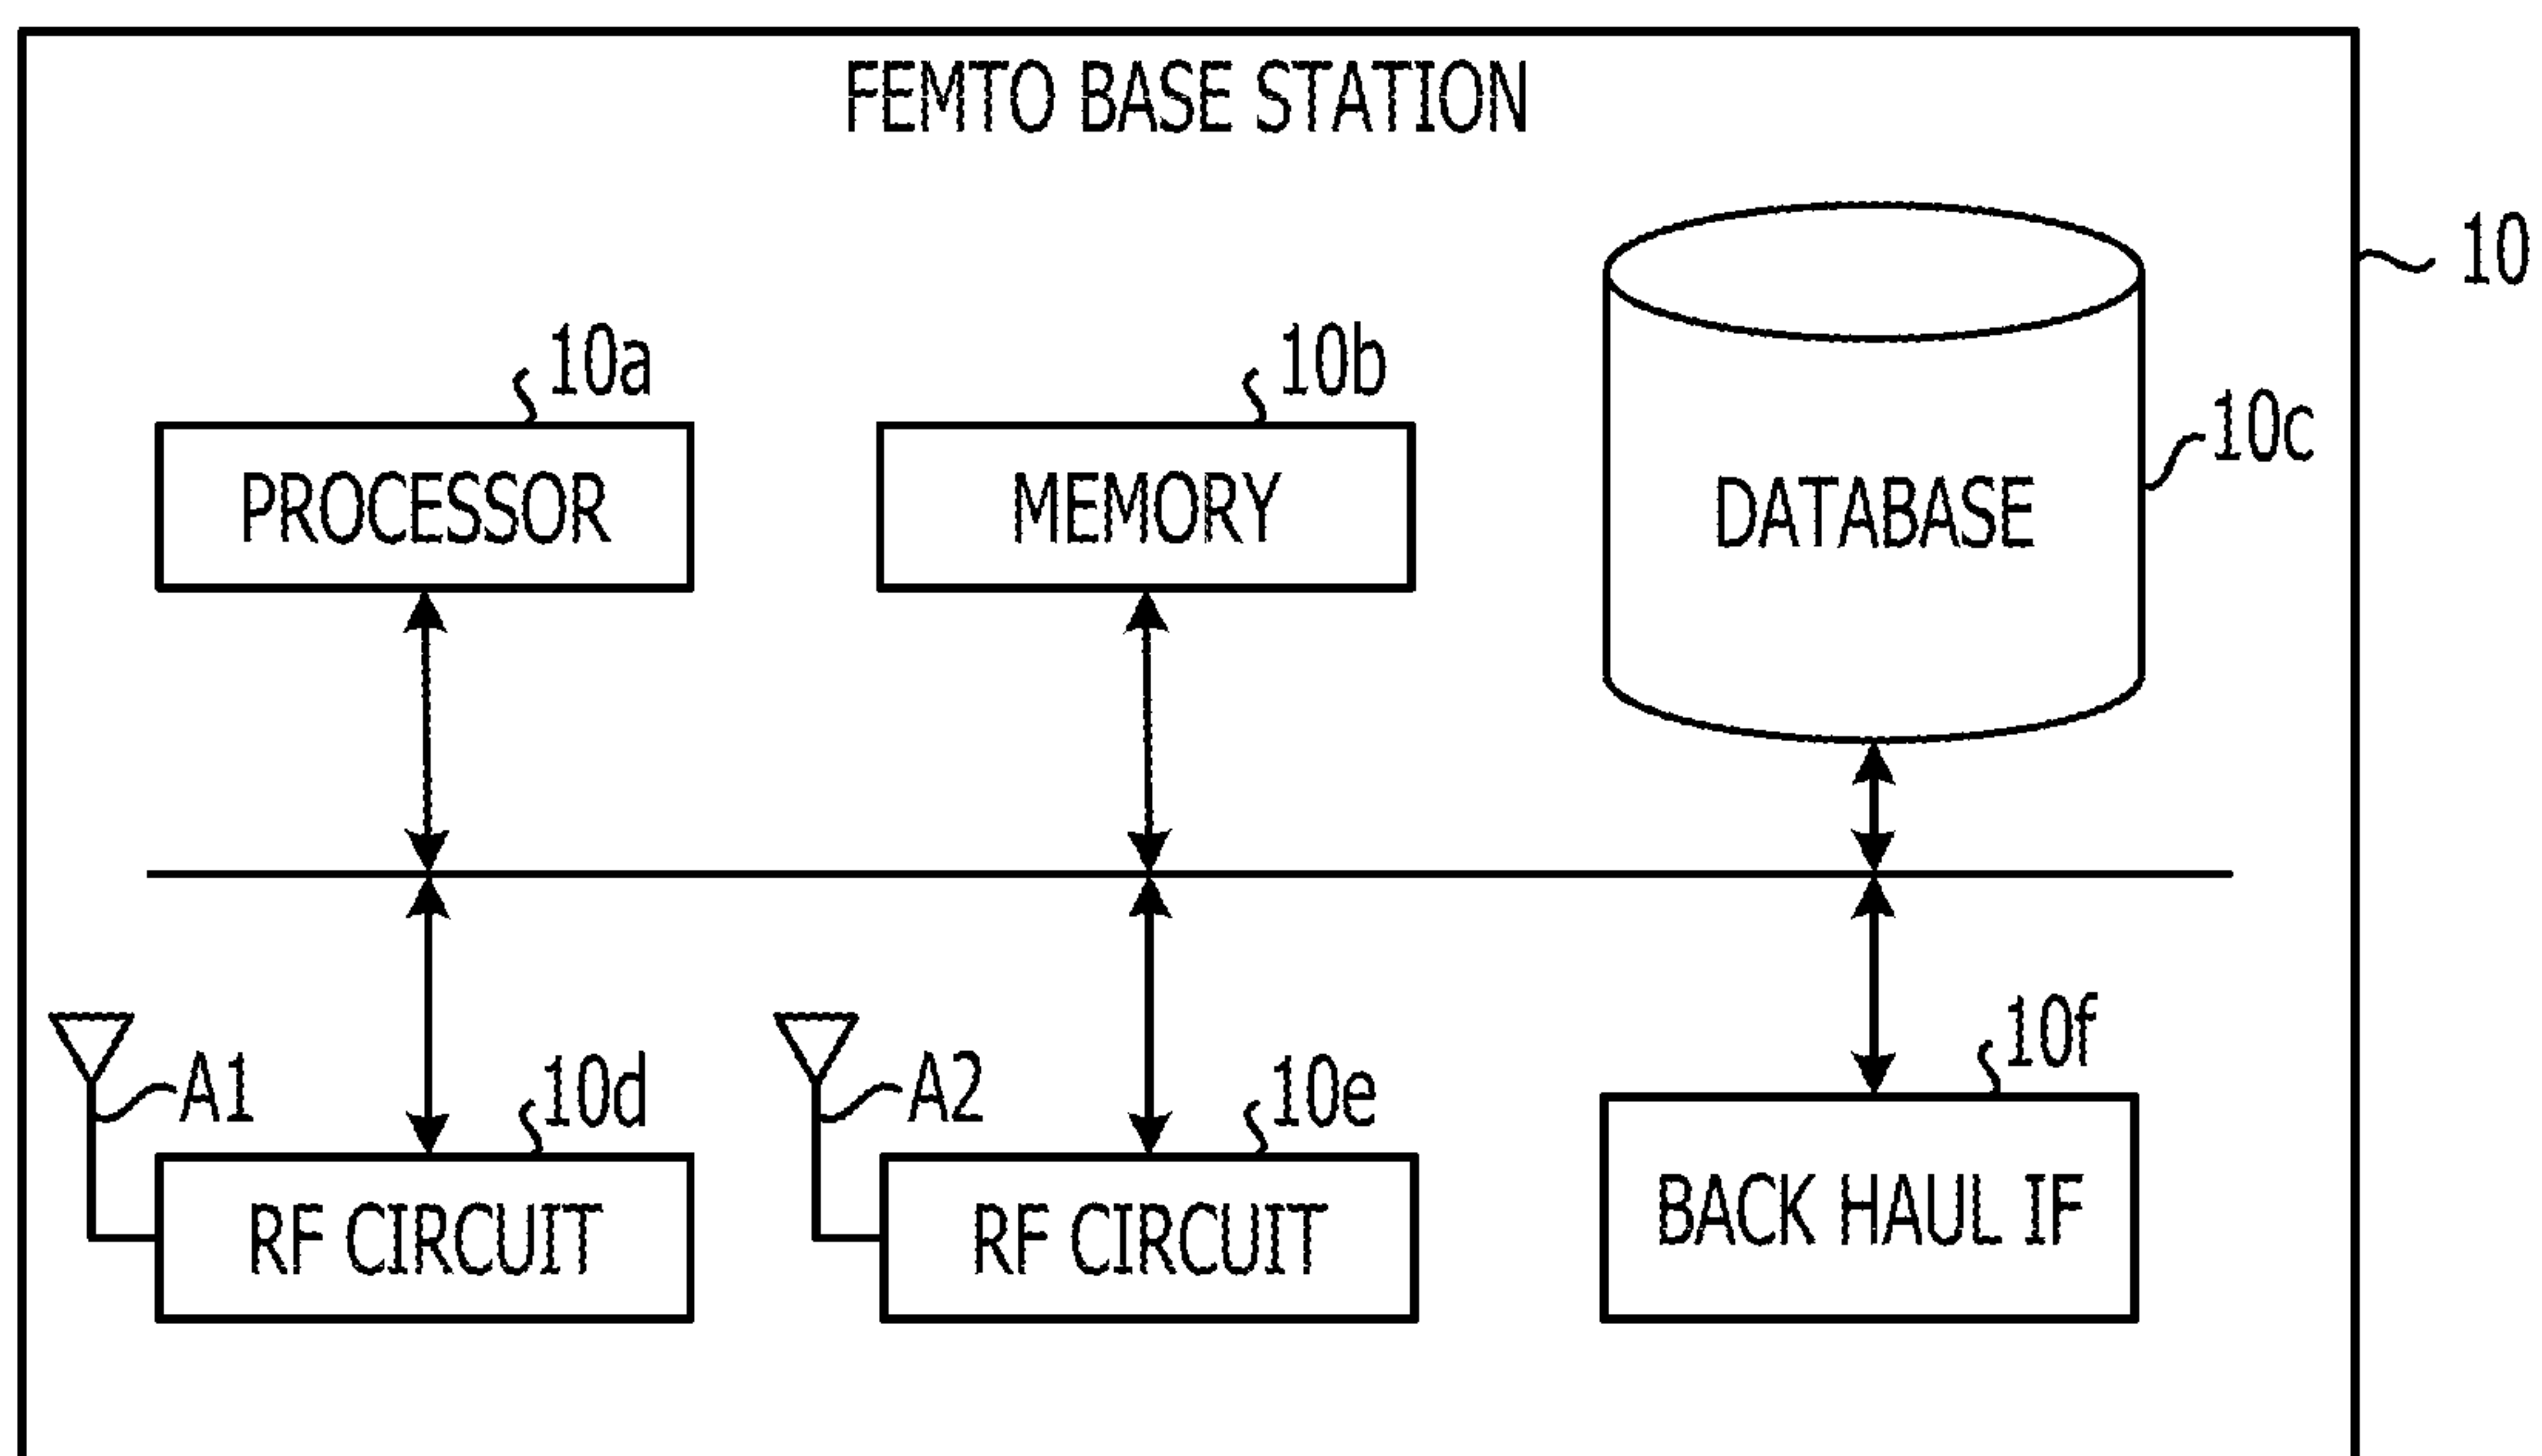 FEMTO BASE STATION
10
10a
10b
10c
PROCESSOR
MEMORY
DATABASE
A1
10d
A2
10e
10f
RF CIRCUIT
RF CIRCUIT
BACK HAUL IF